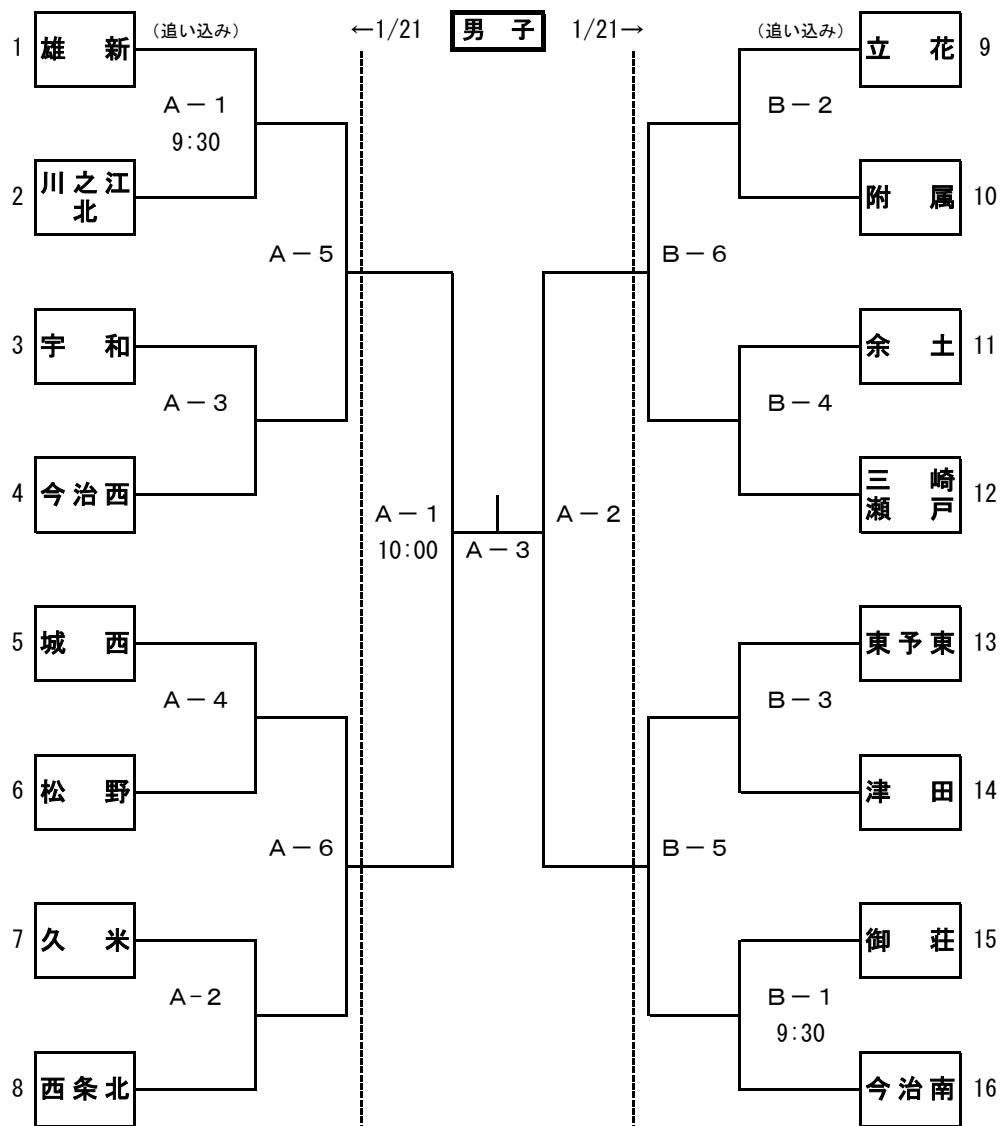 ←1/21 男 子 1/21→
(追い込み)
1 雄 新
A－1
9:30
2 川之江
北
A－5
3 宇 和
A－3
4 今治西
A－1
10:00
5 城 西
A－4
6 松 野
A－6
7 久 米
A-2
8 西条北
A－3
(追い込み)
立 花 9
B－2
附 属 10
B－6
余 土 11
B－4
三 崎
瀬 戸 12
A－2
東予東 13
B－3
津 田 14
B－5
御 荘 15
B－1
9:30
今治南 16